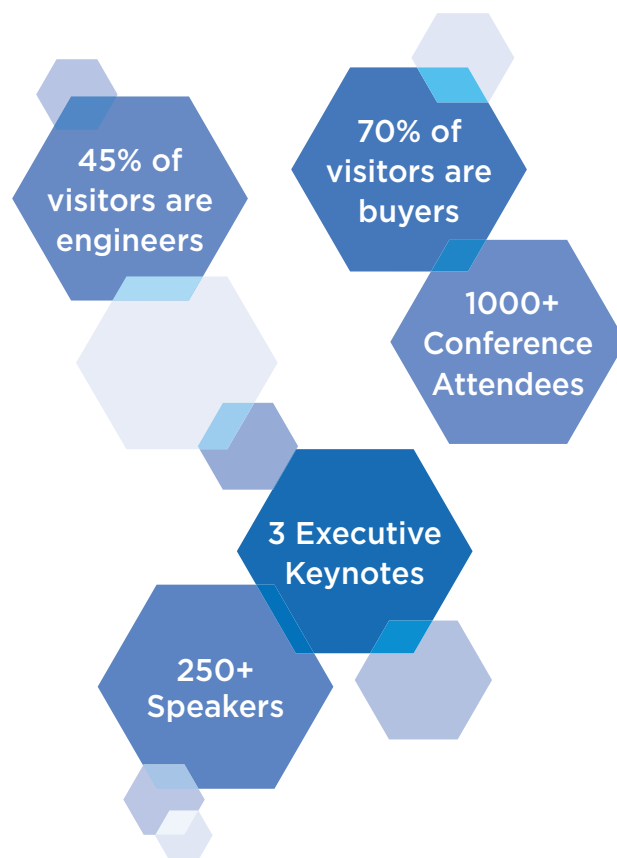 45% of
visitors are
engineers
70% of
visitors are
buyers
1000+
Conference
Attendees
3 Executive
Keynotes
250+
Speakers